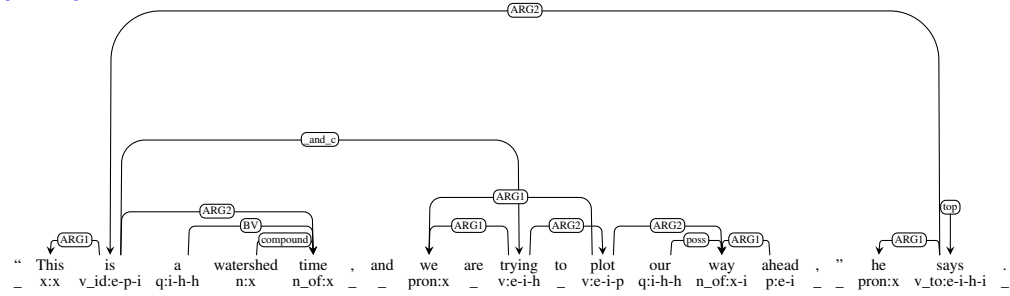 ARG2
_and_c
ARG1
ARG2 top
BV ARG1 ARG2 ARG2
ARG1 compound poss ARG1 ARG1
“ This is a watershed time , and we are trying to plot our way ahead , ” he says .
_ x:x v_id:e-p-i q:i-h-h n:x n_of:x _ _ pron:x _ v:e-i-h _ v:e-i-p q:i-h-h n_of:x-i p:e-i _ _ pron:x v_to:e-i-h-i _